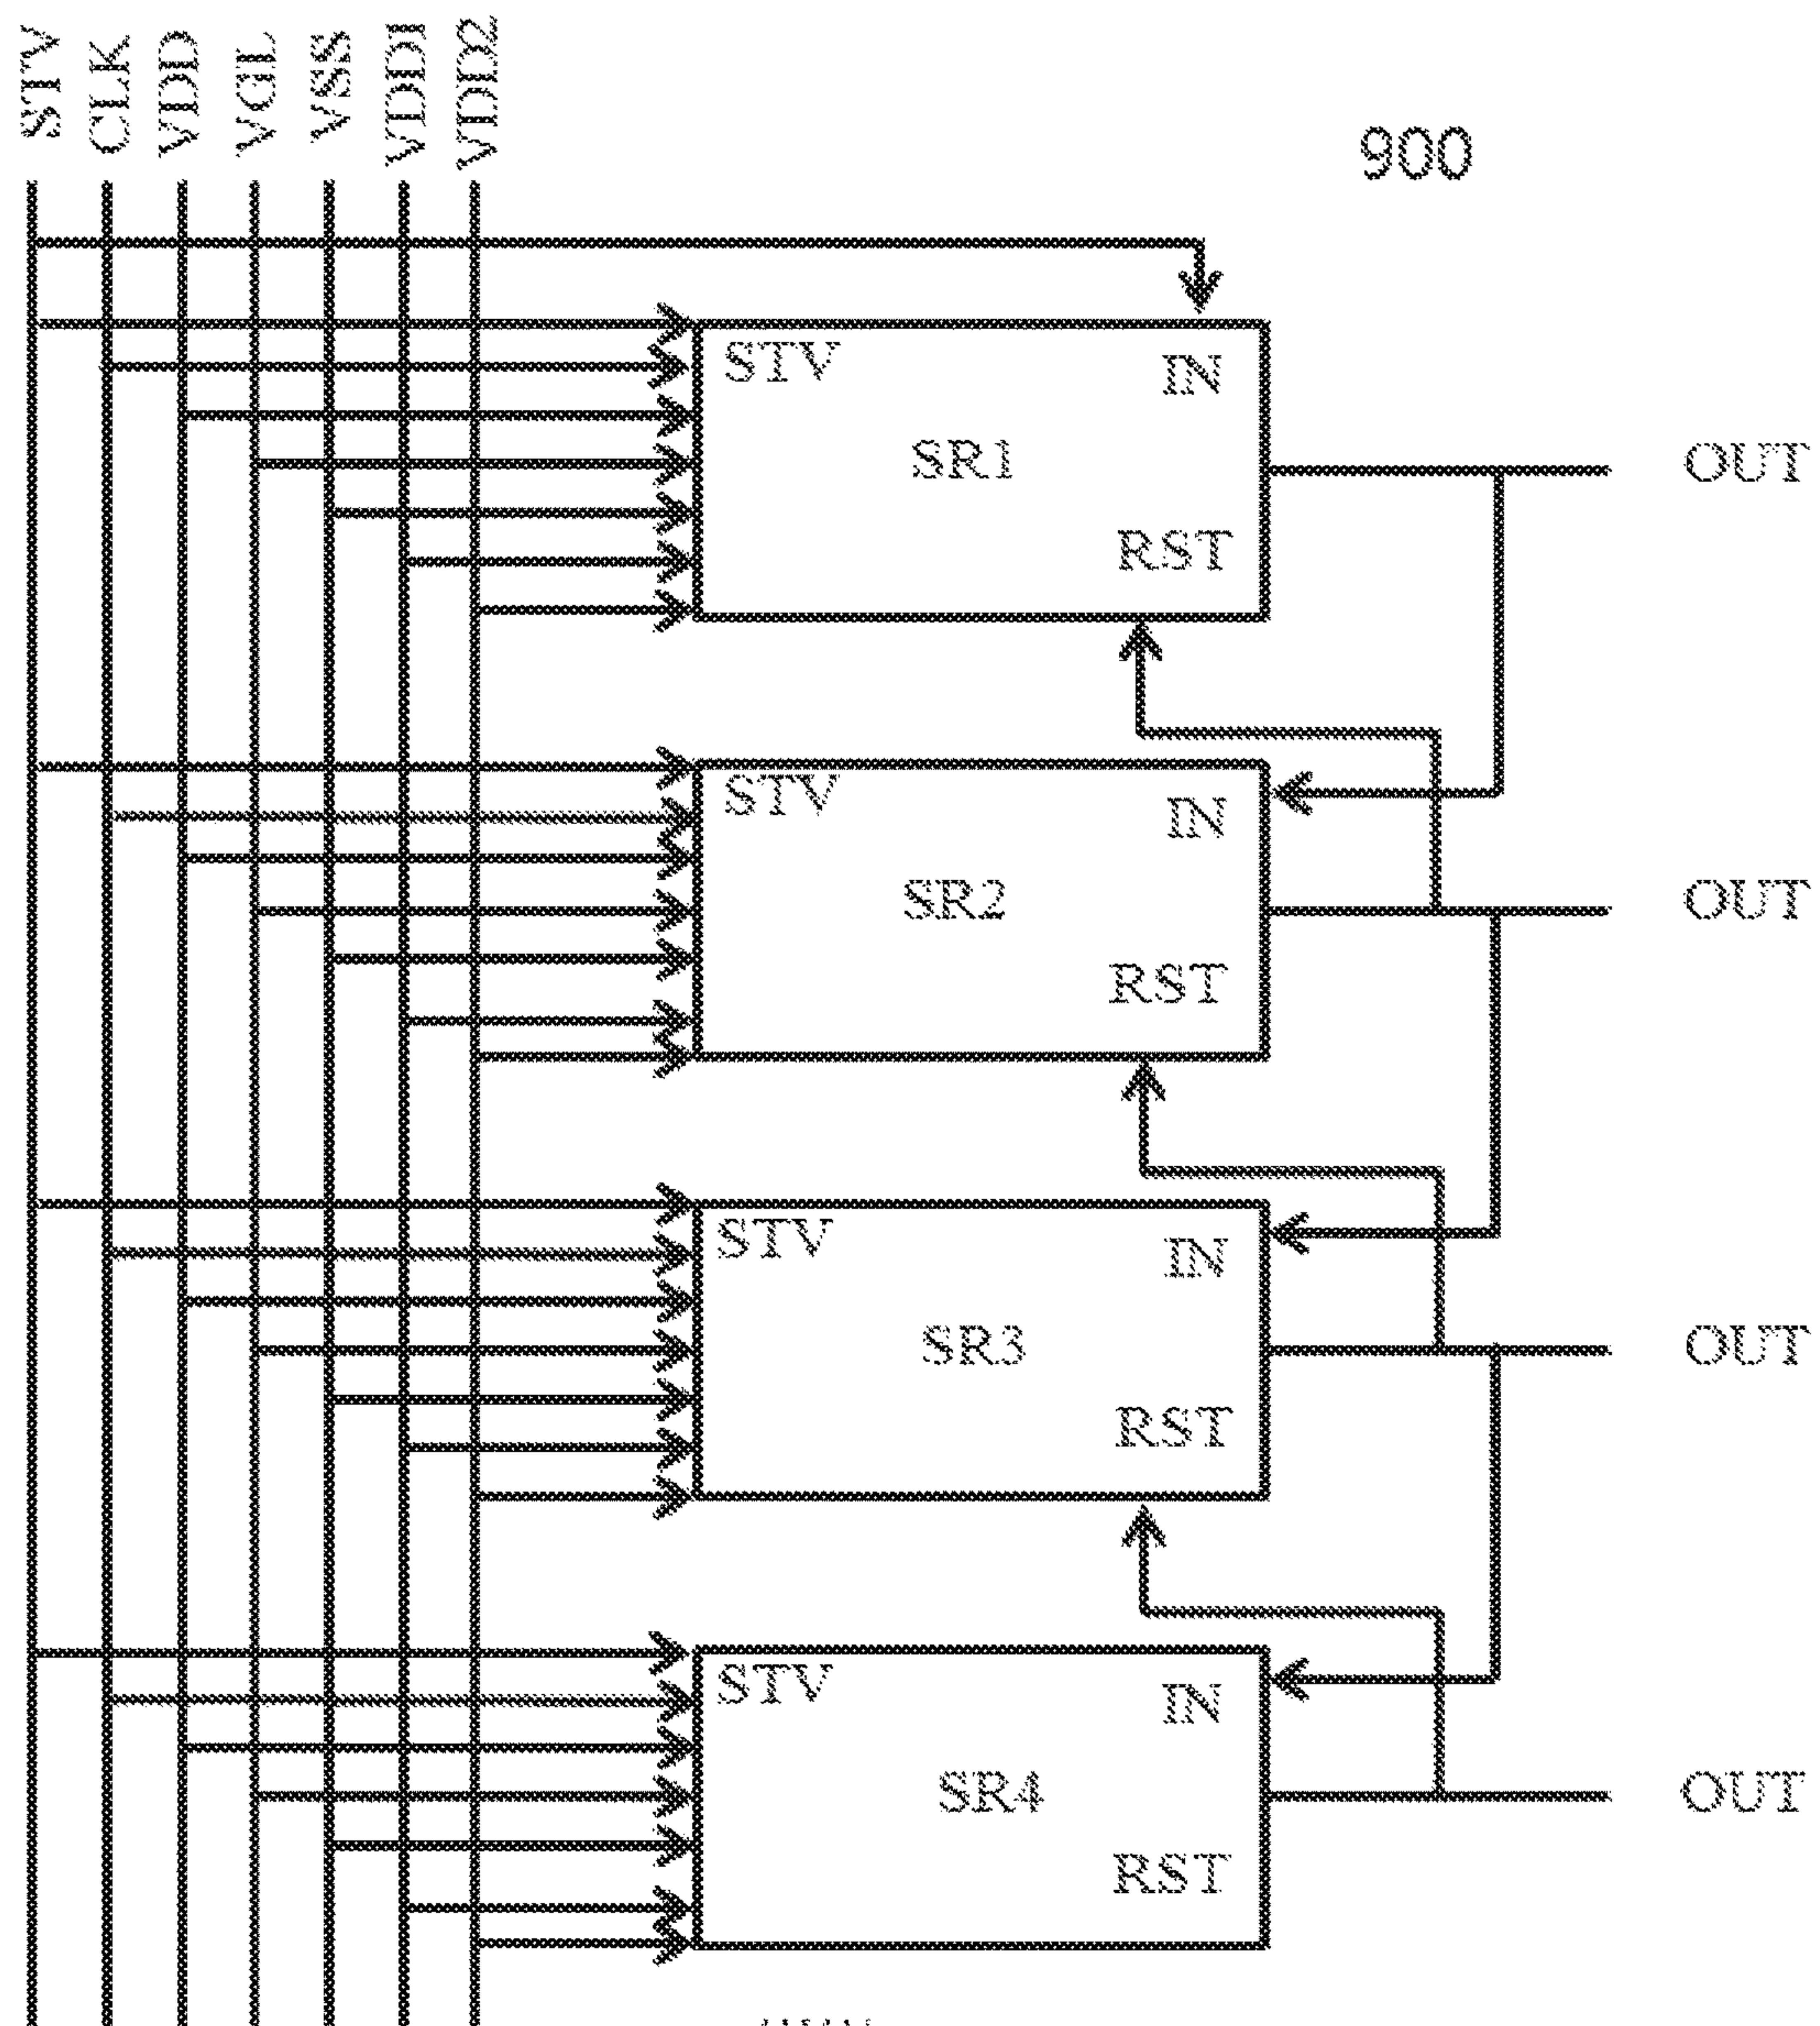 STV CLK VDD VGL VSS VDD1 VDD2
900
STV IN
SR1 OUT
RST
STV IN
SR2 OUT
RST
STV IN
SR3 OUT
RST
STV IN
SR4 OUT
RST